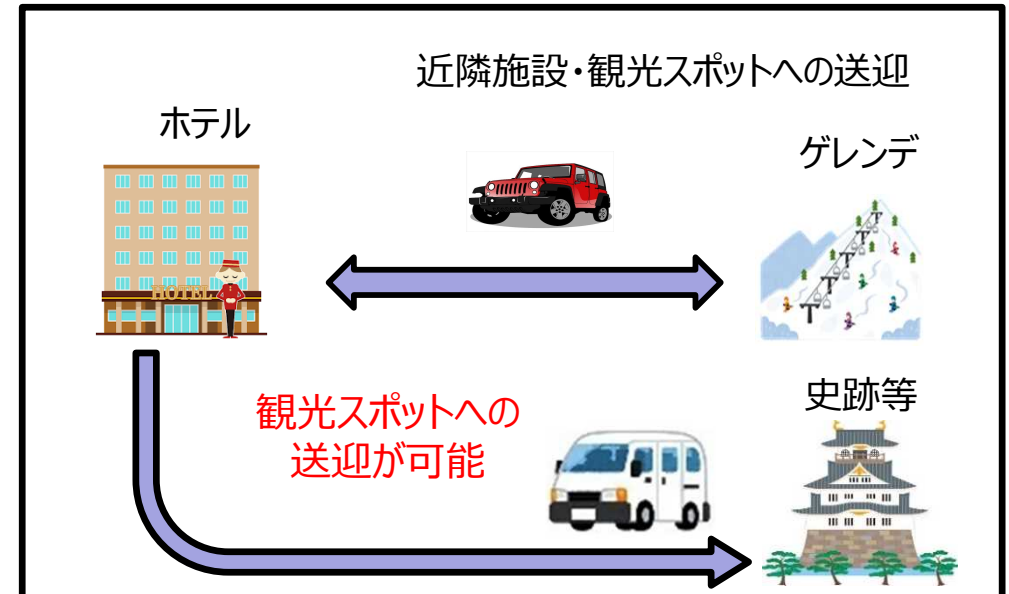 近隣施設・観光スポットへの送迎
ホテル
ゲレンデ
HOTEL
観光スポットへの
送迎が可能
史跡等